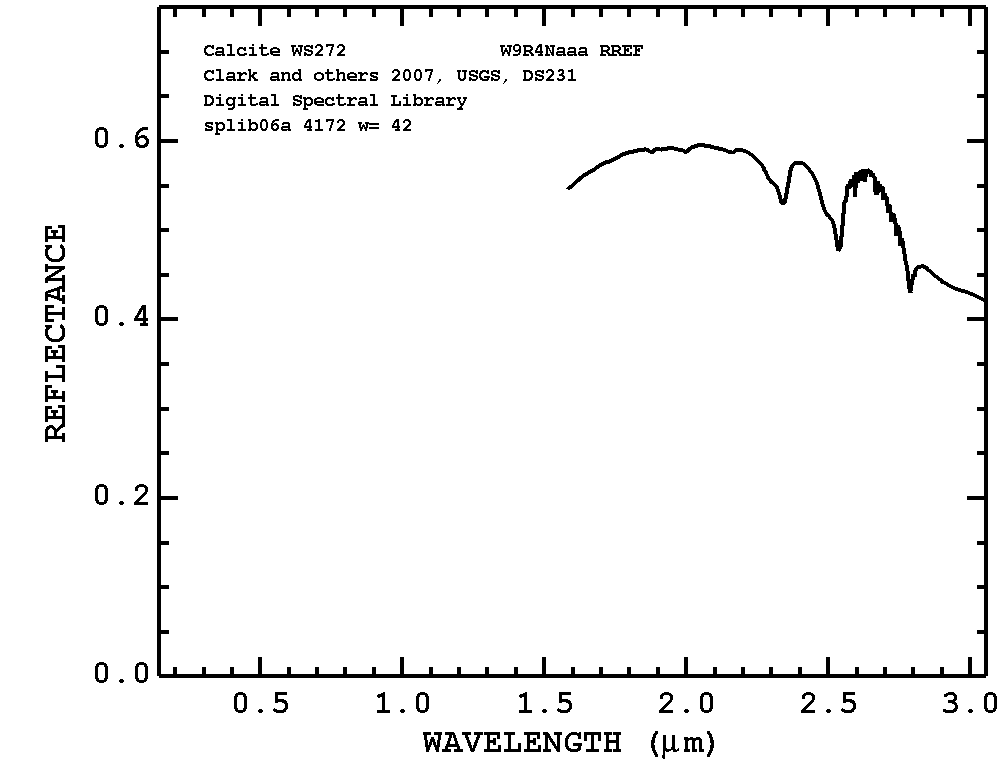 Calcite WS272 W9R4Naaa RREF
Clark and others 2007, USGS, DS231
Digital Spectral Library
splib06a 4172 w= 42
0.6
0.4
0.2
0.0
REFLECTANCE
0.5 1.0 1.5 2.0 2.5 3.0
WAVELENGTH (μm)